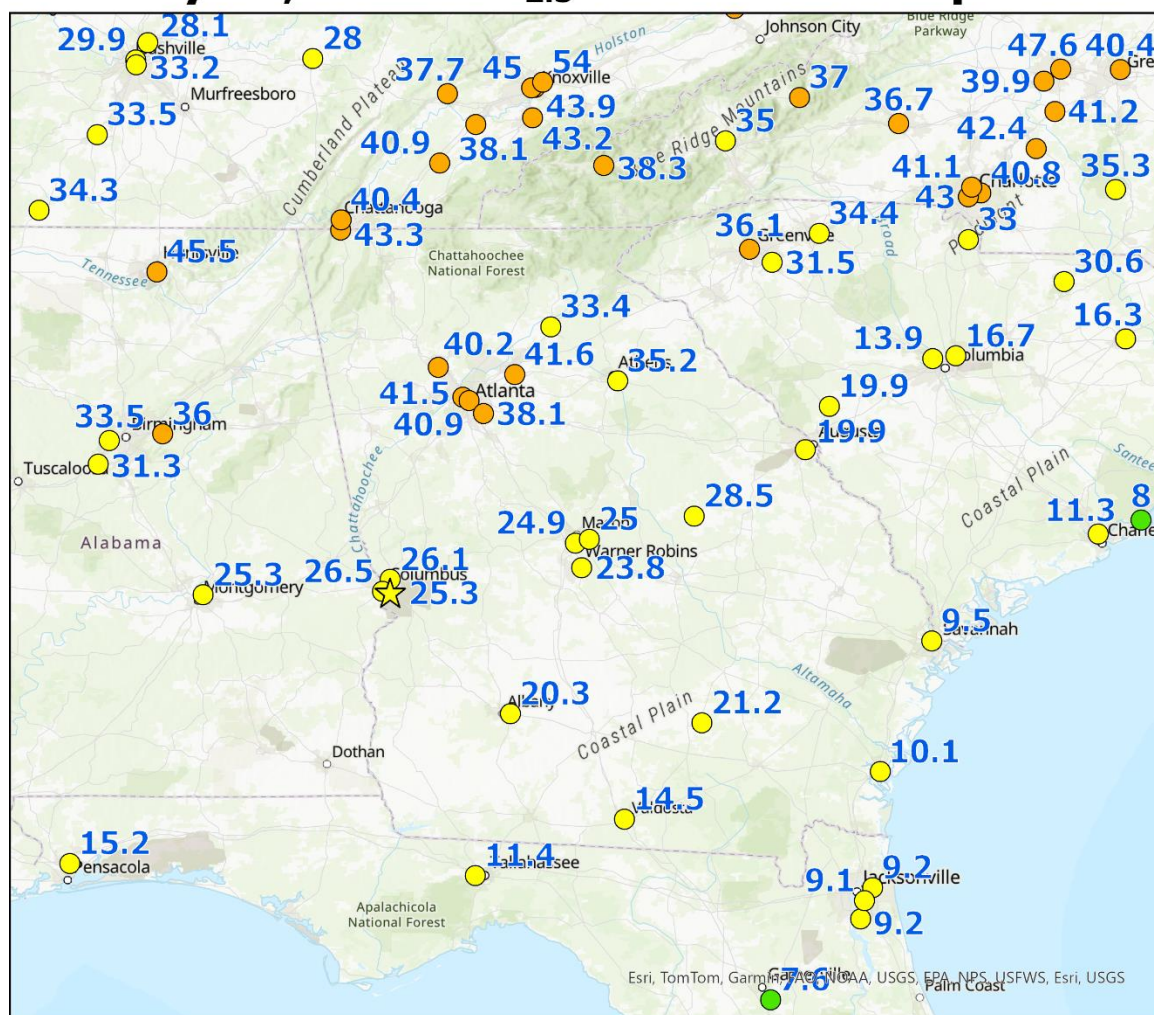 2.5
28.1
29.9
Nashville
33.2
28
Murfreesboro
33.5
34.3
Cumberland Plateau
37.7
45
54
Knoxville
43.9
43.2
38.1
40.9
38.3
Holston
Johnson City
Blue Ridge
Parkway
Blue Ridge Mountains
37
35
36.7
47.6
40.4
39.9
41.2
42.4
41.1
40.8
Charlotte
43
35.3
33
Piedmont
Broad
40.4
Chattanooga
43.3
45.5
Huntsville
Tennessee
Chattahoochee
National Forest
36.1
Greenville
34.4
31.5
30.6
16.3
33.4
40.2
41.6
Athens
35.2
41.5
Atlanta
40.9
38.1
13.9
16.7
Columbia
19.9
19.9
Augusta
33.5
36
Birmingham
31.3
Tuscaloosa
Alabama
Chattahoochee
28.5
24.9
25
Macon
Warner Robins
23.8
Coastal Plain
Santee
11.3
8
25.3
Montgomery
26.5
26.1
Columbus
25.3
9.5
Savannah
Altamaha
20.3
Albany
21.2
Coastal Plain
10.1
Dothan
14.5
Valdosta
15.2
Pensacola
11.4
Tallahassee
Apalachicola
National Forest
9.2
9.1
Jacksonville
9.2
7.6
Gainesville
Palm Coast
Esri, TomTom, Garmin, FAO, NOAA, USGS, EPA, NPS, USFWS, Esri, USGS